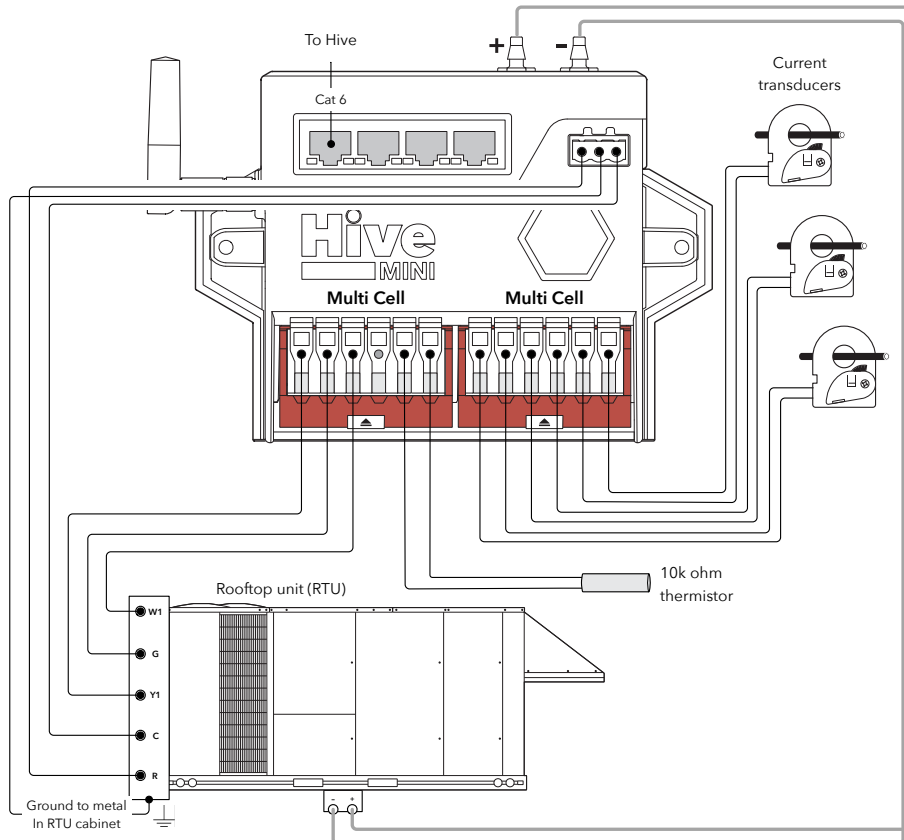 To Hive
Cat 6
+
-
Current
transducers
Hive
MINI
Multi Cell
Multi Cell
10k ohm
thermistor
Rooftop unit (RTU)
W1
G
Y1
C
R
Ground to metal
In RTU cabinet
- +